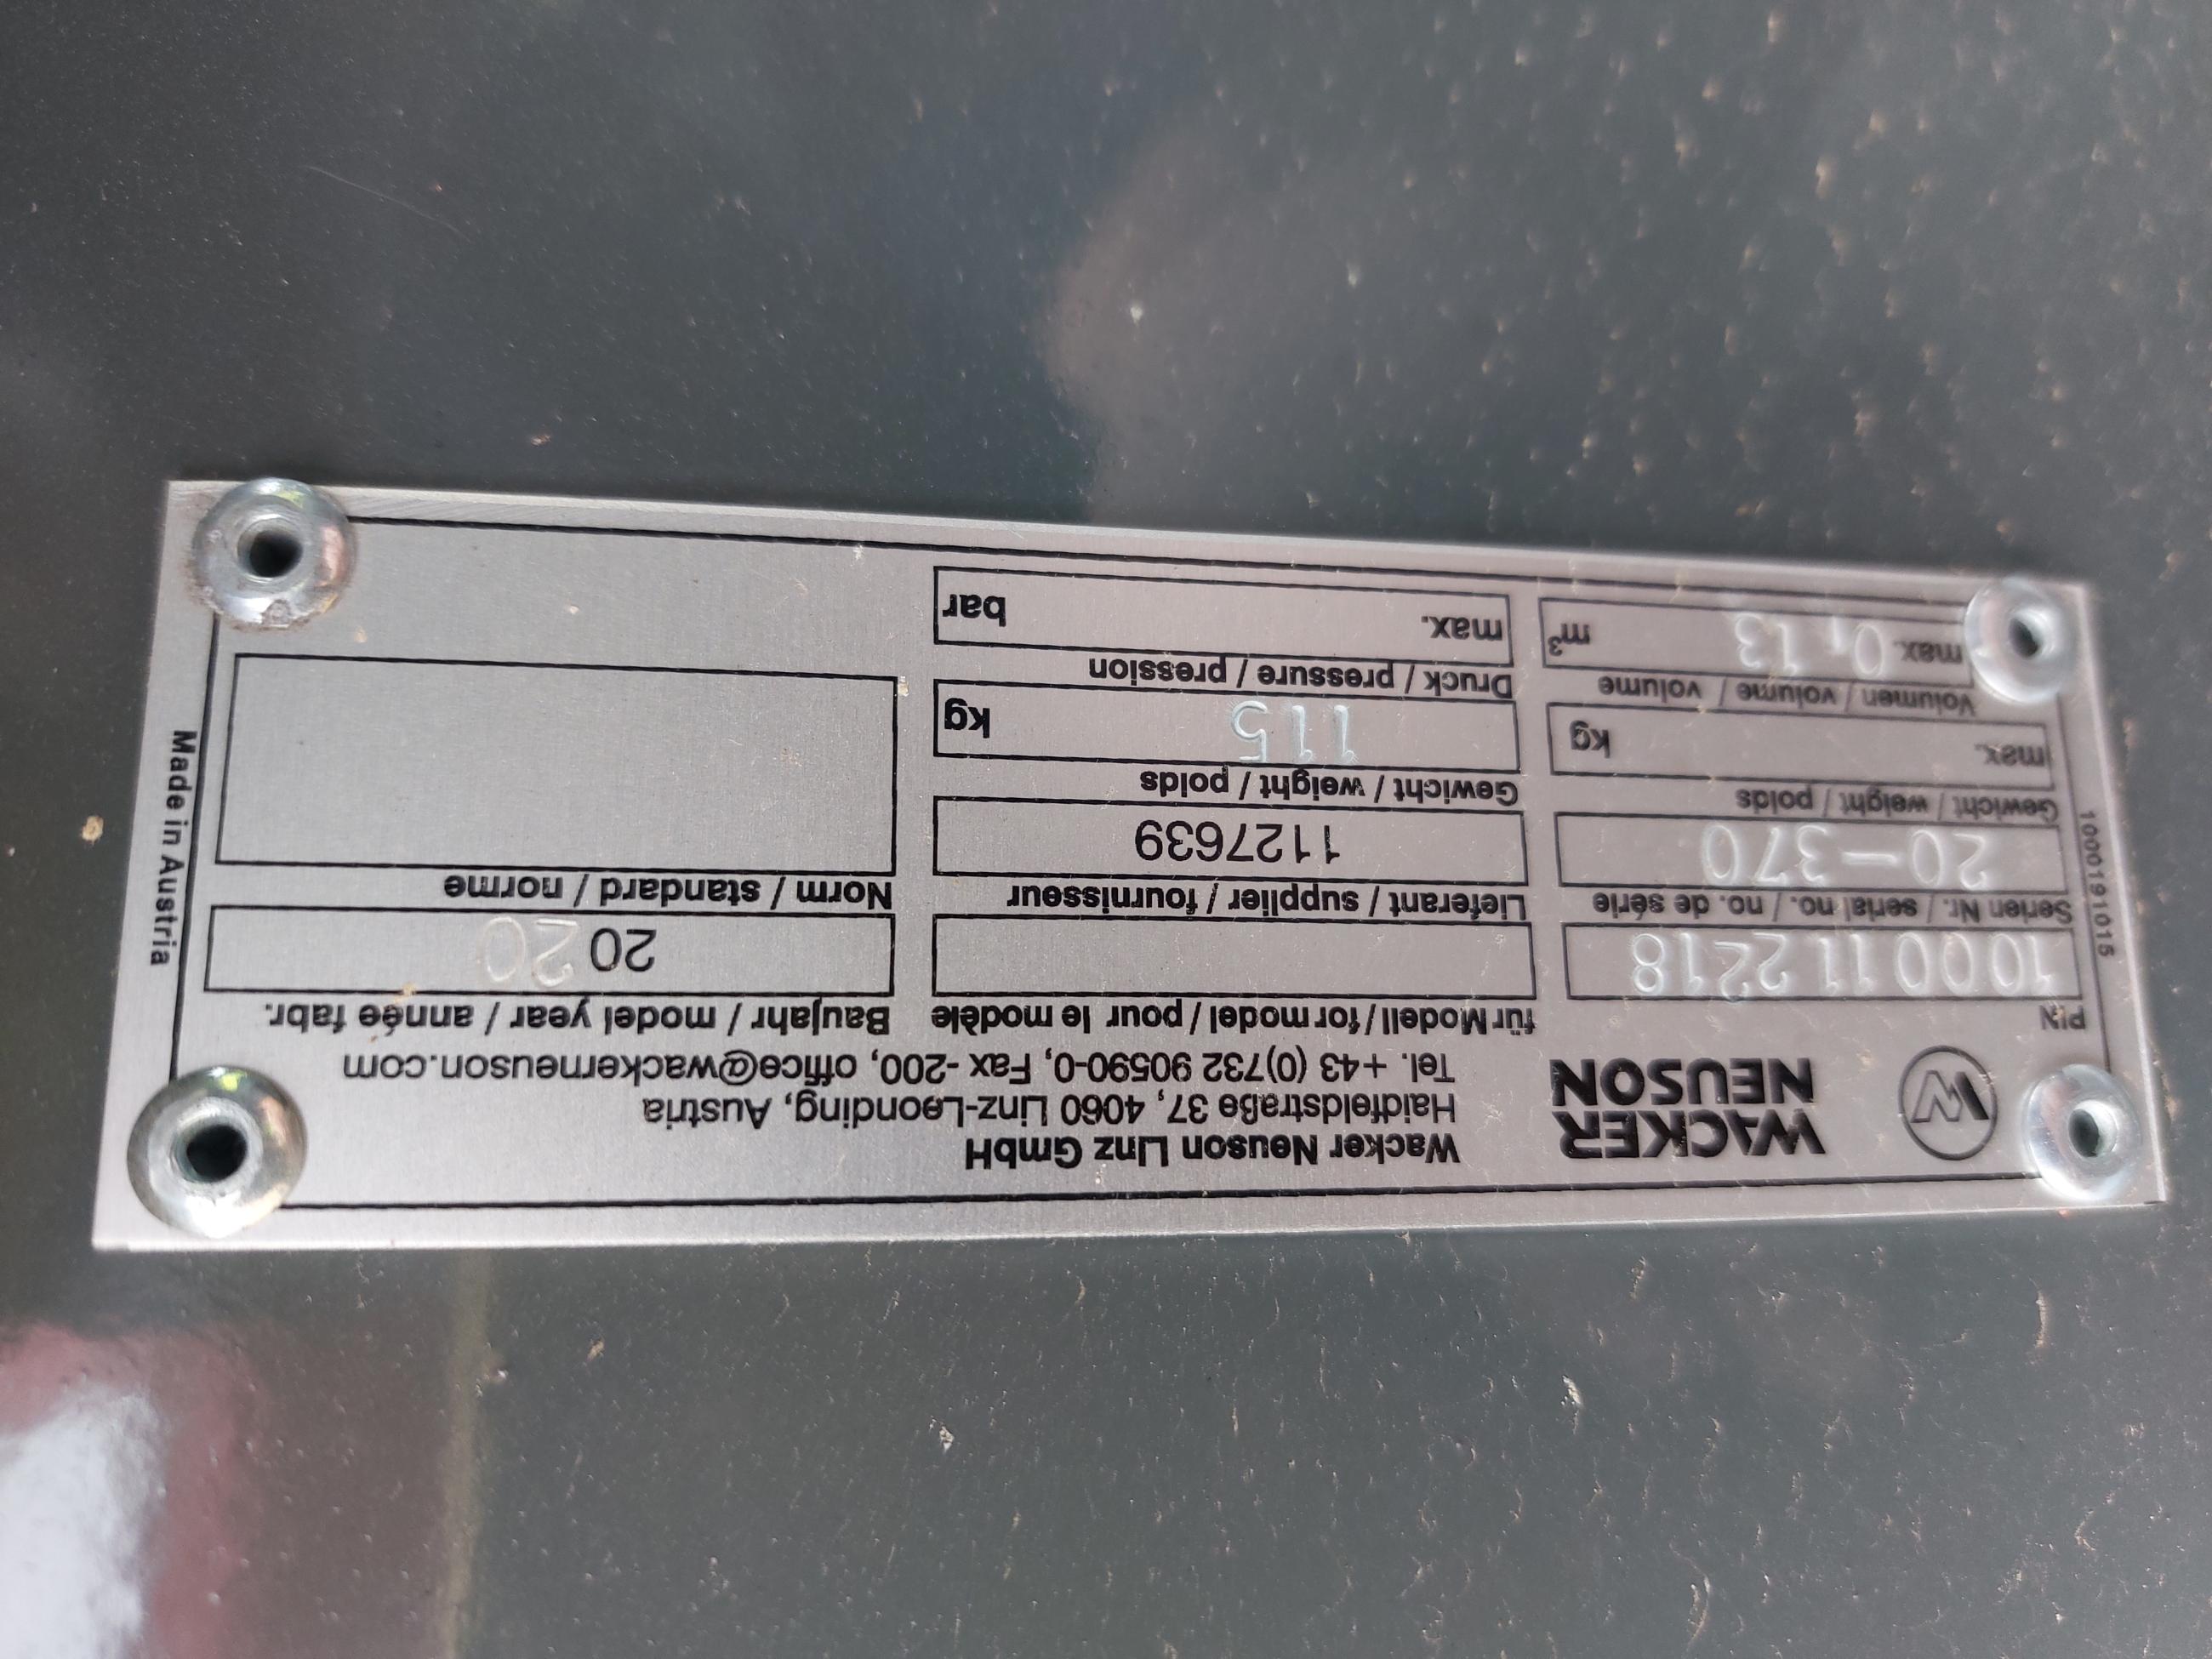 WACKER
NEUSON
Wacker Neuson Linz GmbH
Haidfeldstraße 37, 4060 Linz-Leonding, Austria
Tel. +43 (0)732 90590-0, Fax -200, office@wackerneuson.com
PIN
1000112218
Serien Nr. / serial no. / no. de série
20-370
Gewicht / weight / poids
max. kg
Volumen / volume / volume
max. 0,13 m³
für Modell / for model / pour le modèle
Lieferant / supplier / fournisseur
1127639
Gewicht / weight / poids
115 kg
Druck / pressure / pression
max. bar
Baujahr / model year / année fabr.
2020
Norm / standard / norme
1000191015
Made in Austria